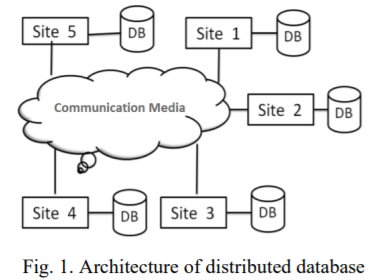 Site 5
DB
Site 1
DB
Communication Media
Site 2
DB
Site 4
DB
Site 3
DB
Fig. 1. Architecture of distributed database